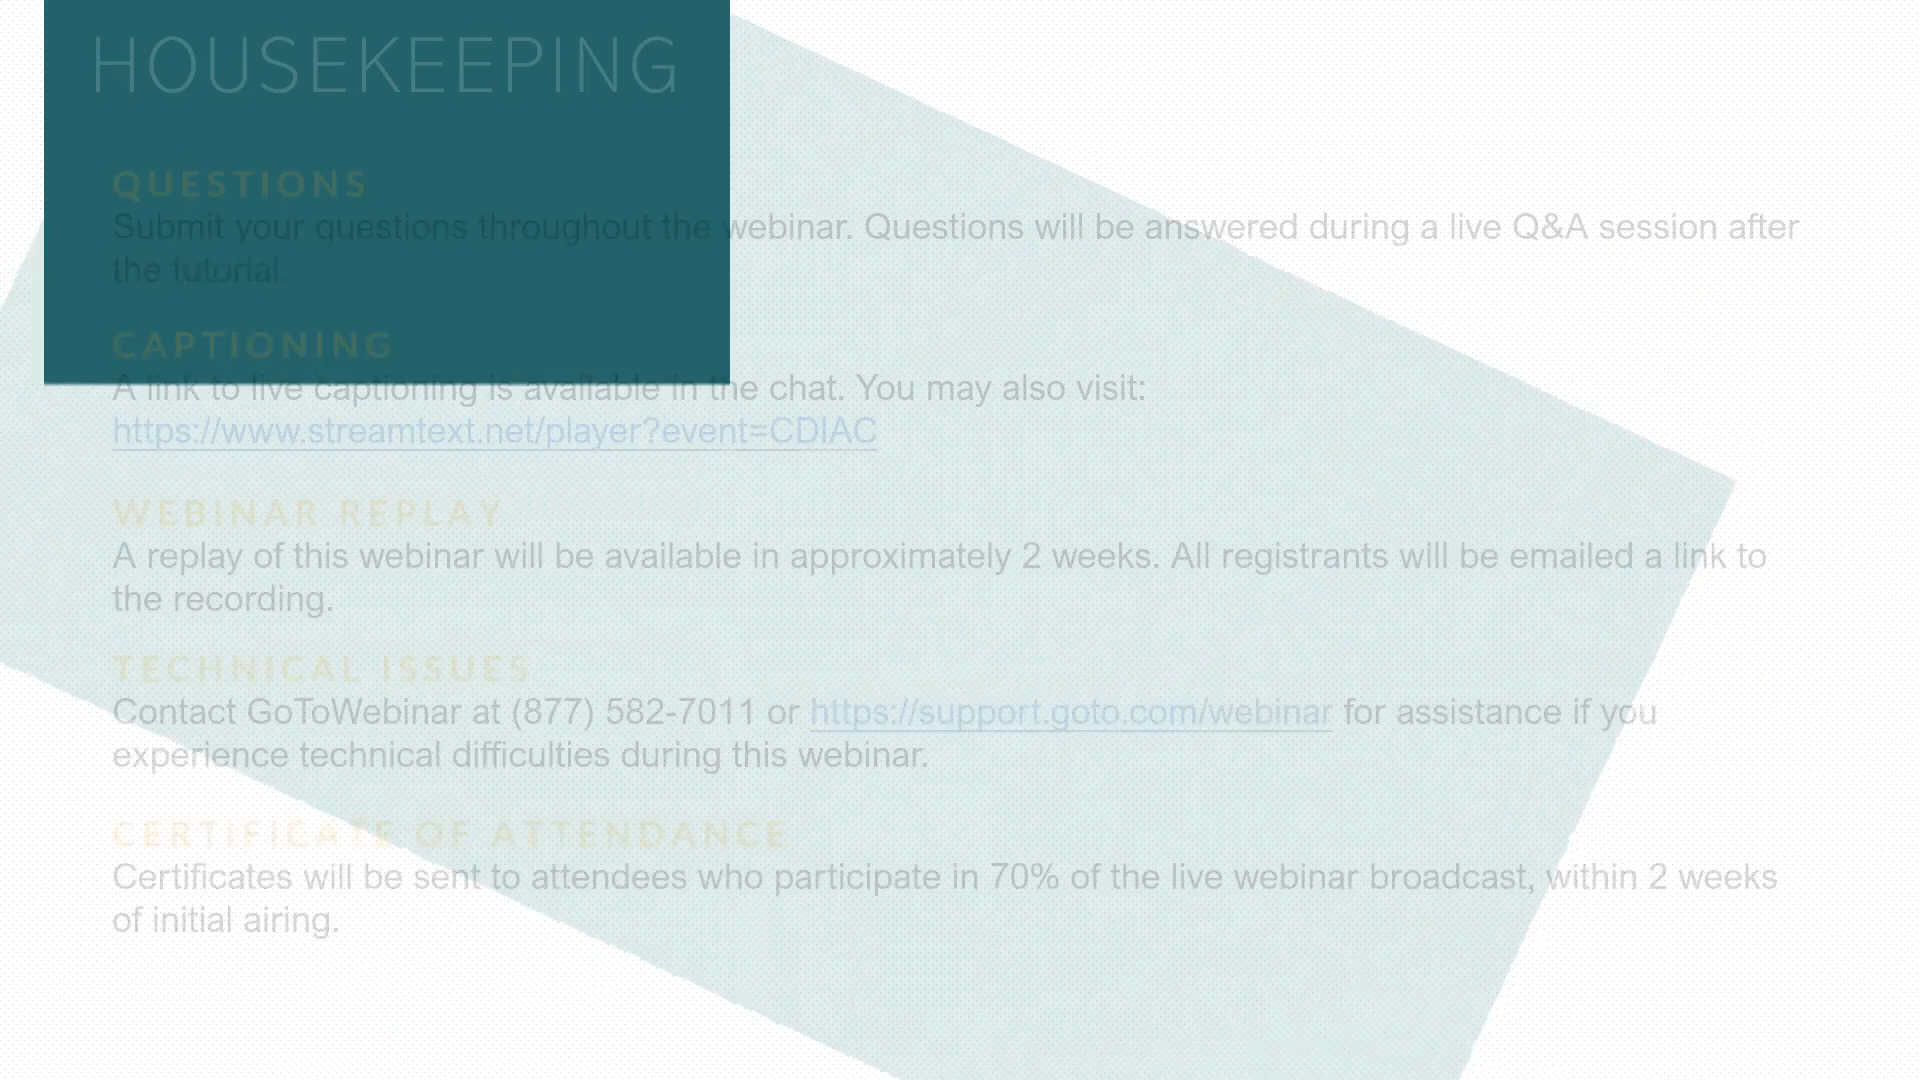 HOUSEKEEPING
QUESTIONS
Submit your questions throughout the webinar. Questions will be answered during a live Q&A session after
the tutorial.
CAPTIONING
A link to live captioning is available in the chat. You may also visit:
https://www.streamtext.net/player?event=CDIAC
WEBINAR REPLAY
A replay of this webinar will be available in approximately 2 weeks. All registrants will be emailed a link to
the recording.
TECHNICAL ISSUES
Contact GoToWebinar at (877) 582-7011 or https://support.goto.com/webinar for assistance if you
experience technical difficulties during this webinar.
CERTIFICATE OF ATTENDANCE
Certificates will be sent to attendees who participate in 70% of the live webinar broadcast, within 2 weeks
of initial airing.